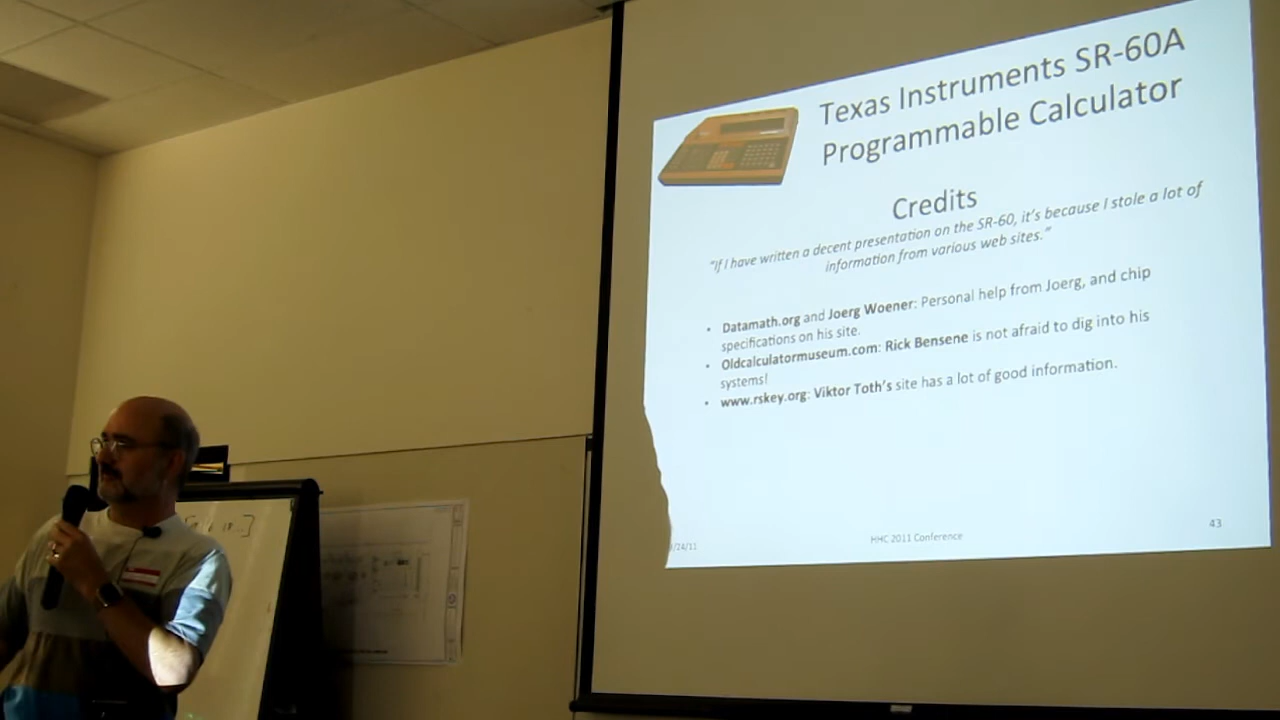 Texas Instruments SR-60A
Programmable Calculator
Credits
"If I have written a decent presentation on the SR-60, it's because I stole a lot of
information from various web sites."
• Datamath.org and Joerg Woener: Personal help from Joerg, and chip
specifications on his site.
• Oldcalculatormuseum.com: Rick Bensene is not afraid to dig into his
systems!
• www.rskey.org: Viktor Toth's site has a lot of good information.
/24/11
HHC 2011 Conference
43